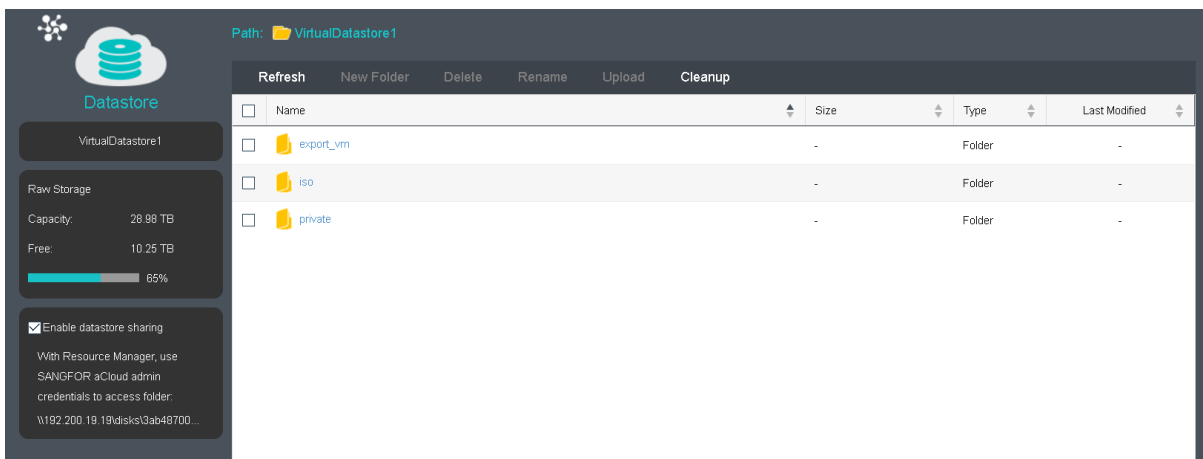 Datastore
VirtualDatastore1
Raw Storage
Capacity: 28.98 TB
Free: 10.25 TB
65%
Enable datastore sharing
With Resource Manager, use
SANGFOR aCloud admin
credentials to access folder:
\\192.200.19.19\disks\3ab48700...
Path: VirtualDatastore1
Refresh New Folder Delete Rename Upload Cleanup
Name Size Type Last Modified
export_vm - Folder -
iso - Folder -
private - Folder -